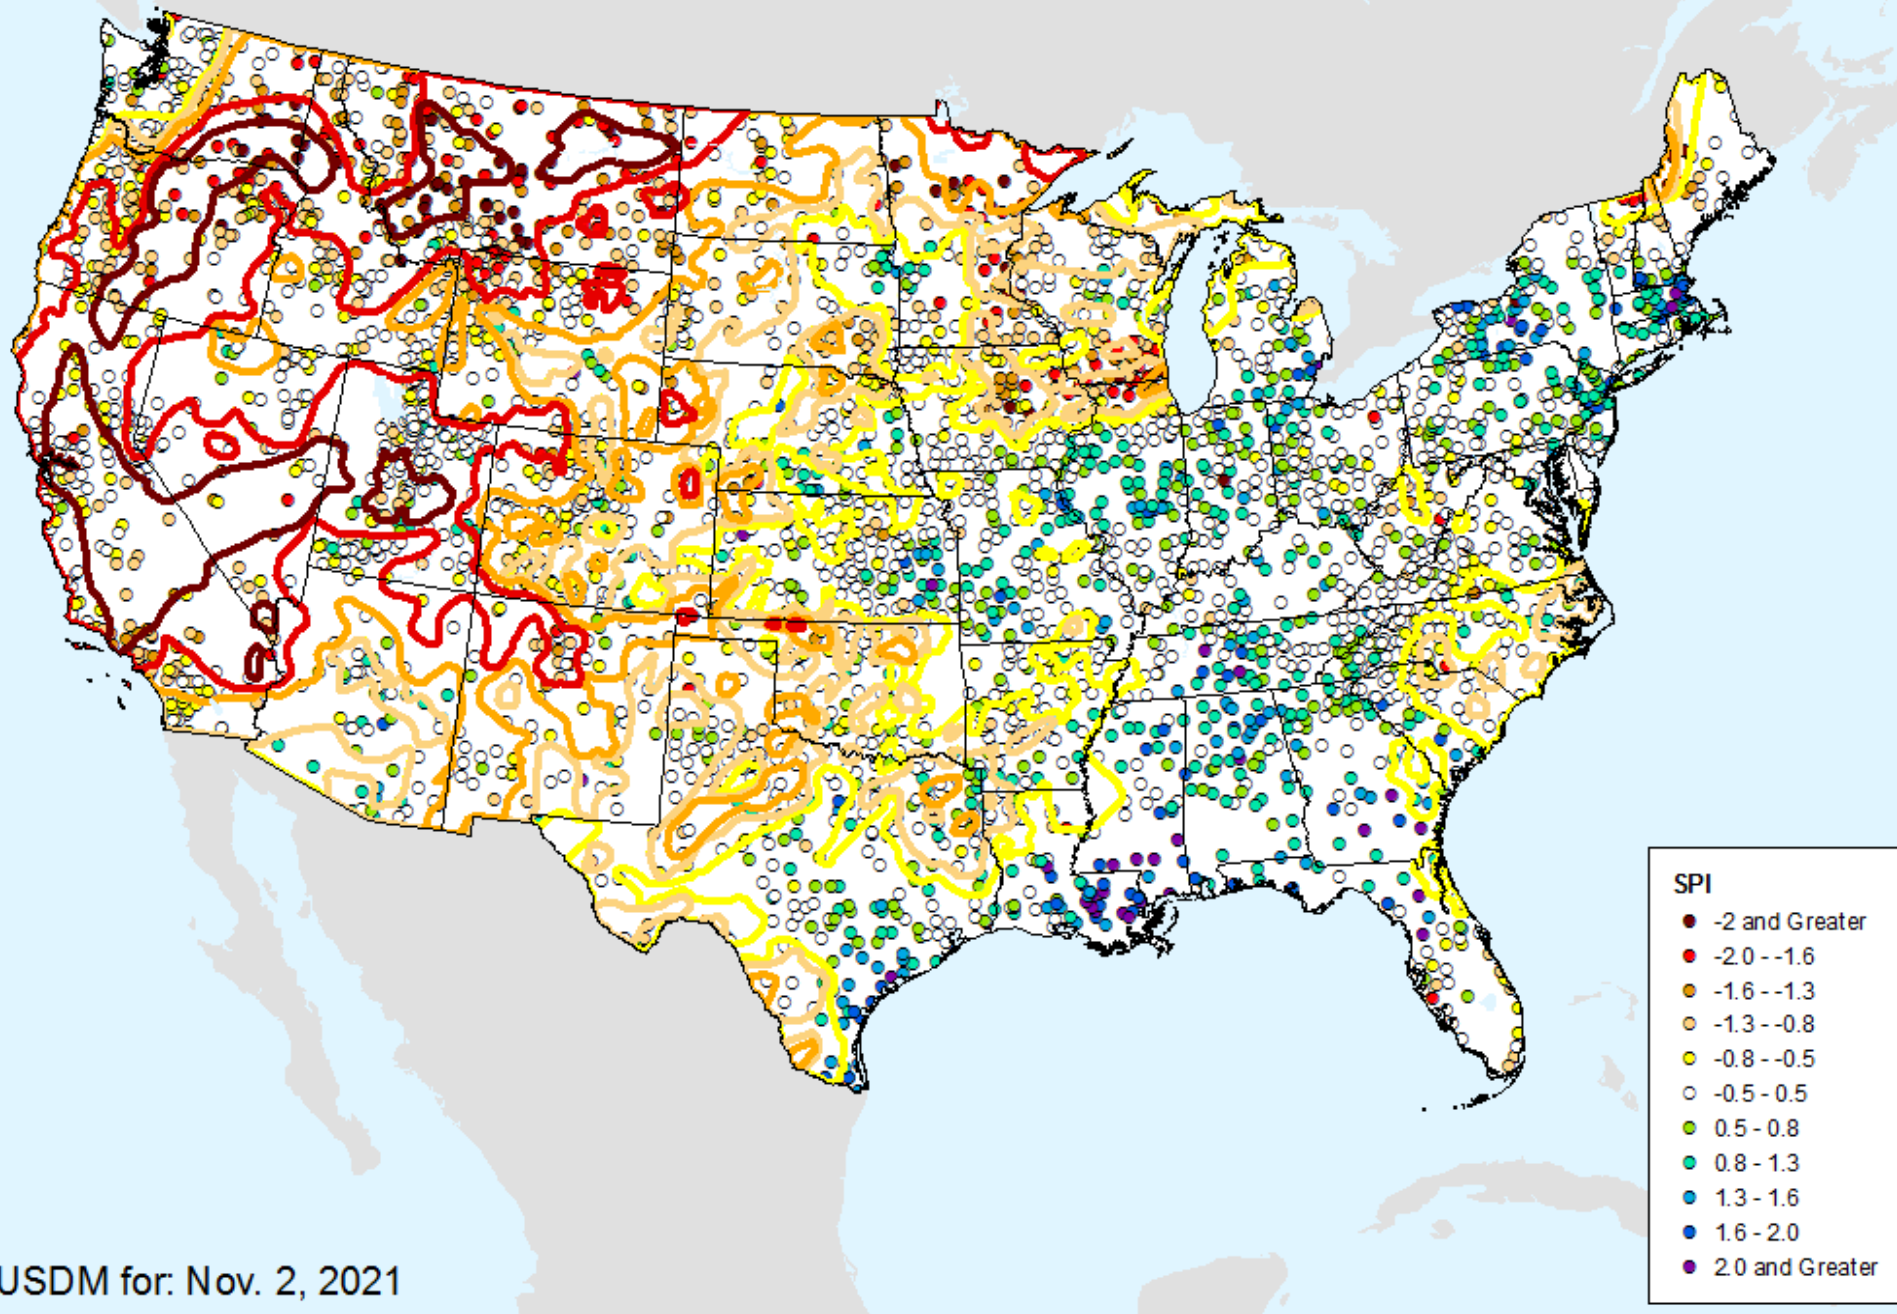 SPI
-2 and Greater
-2.0 - -1.6
-1.6 - -1.3
-1.3 - -0.8
-0.8 - -0.5
-0.5 - 0.5
0.5 - 0.8
0.8 - 1.3
1.3 - 1.6
1.6 - 2.0
2.0 and Greater
USDM for: Nov. 2, 2021